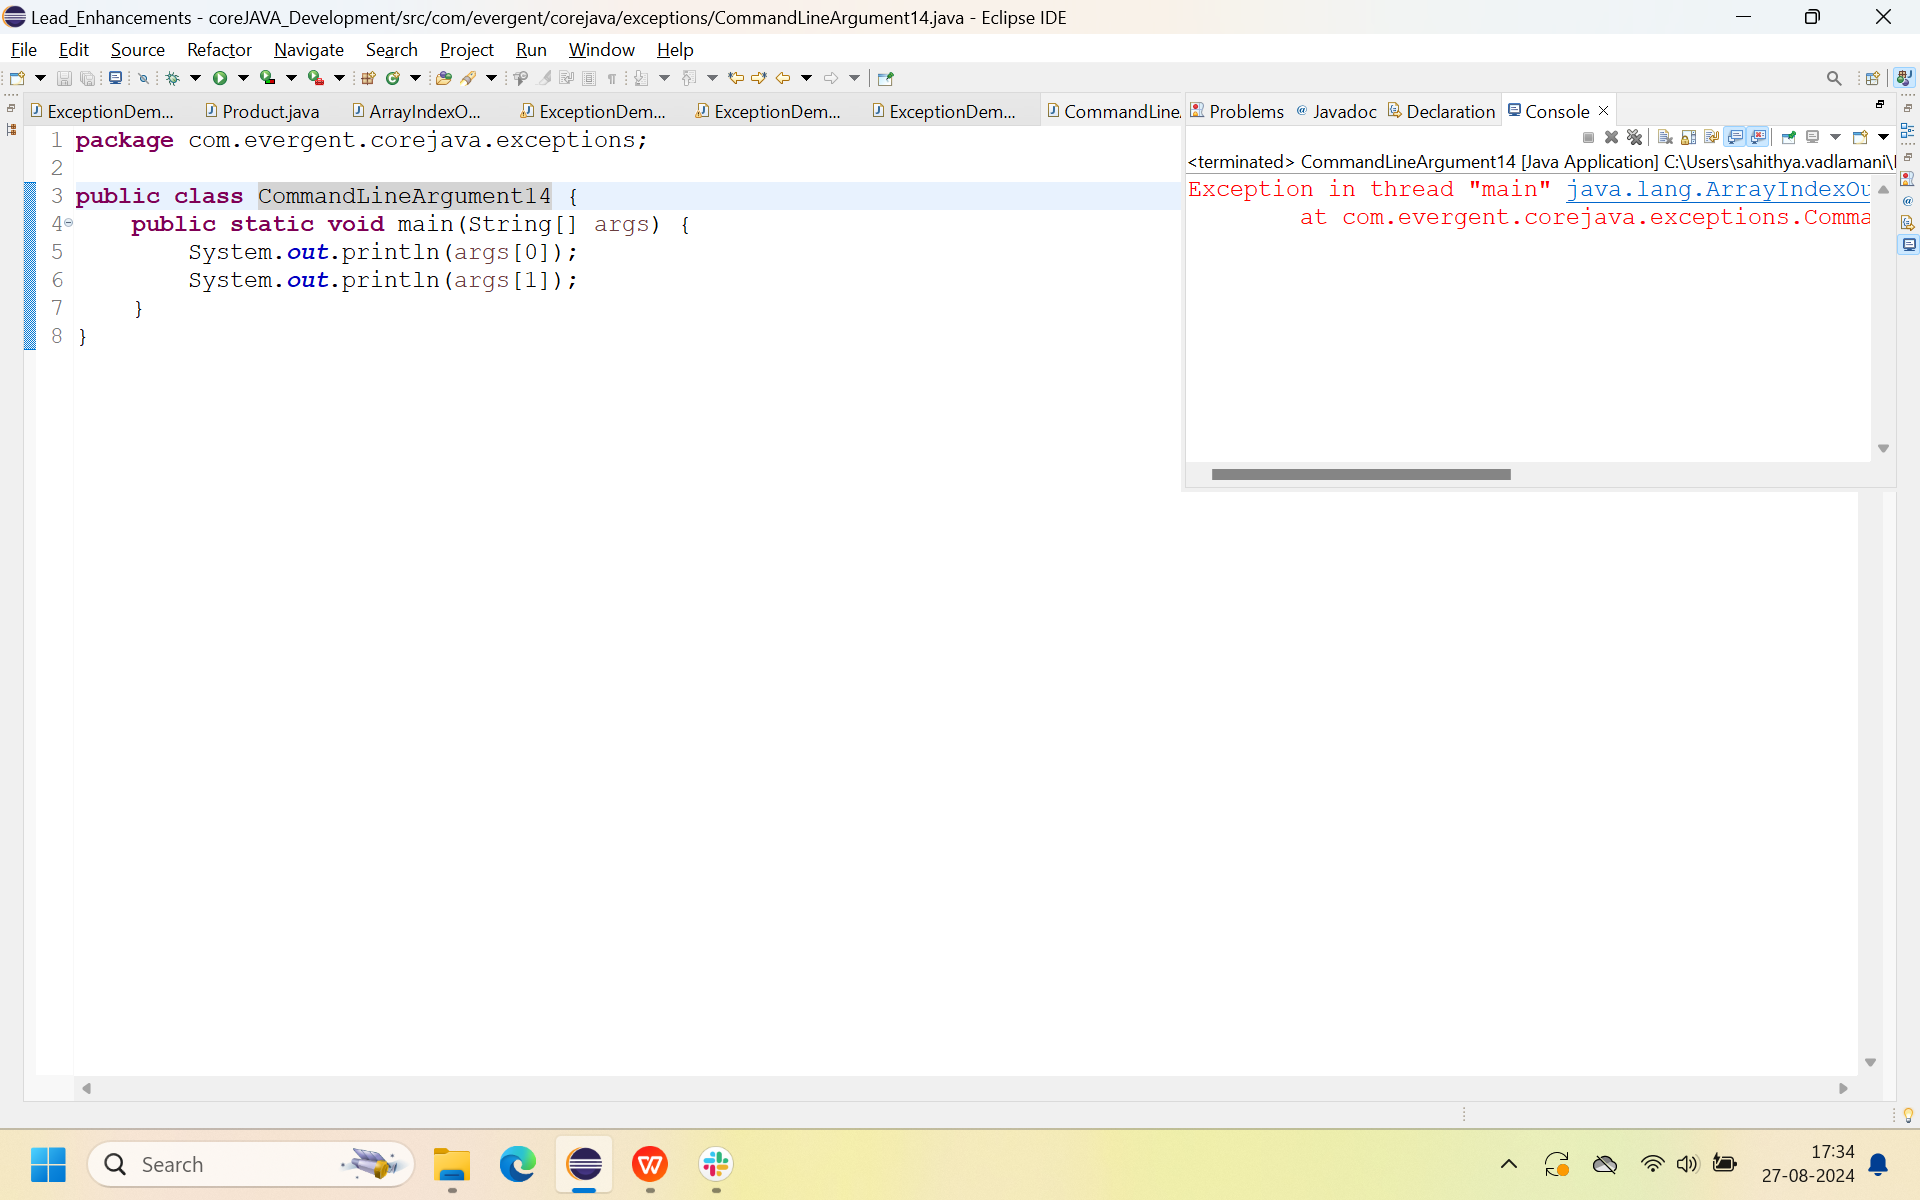 Lead_Enhancements - coreJAVA_Development/src/com/evergent/corejava/exceptions/CommandLineArgument14.java - Eclipse IDE
File Edit Source Refactor Navigate Search Project Run Window Help
ExceptionDem... Product.java ArrayIndexO... ExceptionDem... ExceptionDem... ExceptionDem... CommandLine.
Problems Javadoc Declaration Console
<terminated> CommandLineArgument14 [Java Application] C:\Users\sahithya.vadlamani\
Exception in thread "main" java.lang.ArrayIndexOu
at com.evergent.corejava.exceptions.Comma
1 package com.evergent.corejava.exceptions;
2
3 public class CommandLineArgument14 {
4 public static void main(String[] args) {
5 System.out.println(args[0]);
6 System.out.println(args[1]);
7 }
8 }
Search
17:34
27-08-2024